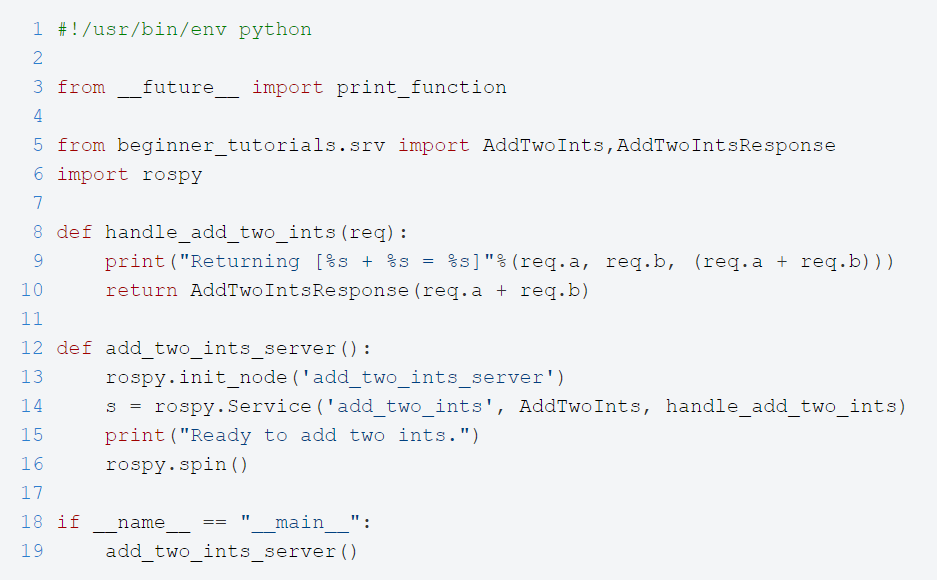 1 #!/usr/bin/env python
2
3 from __future__ import print_function
4
5 from beginner_tutorials.srv import AddTwoInts,AddTwoIntsResponse
6 import rospy
7
8 def handle_add_two_ints(req):
9     print("Returning [%s + %s = %s]"%(req.a, req.b, (req.a + req.b)))
10     return AddTwoIntsResponse(req.a + req.b)
11
12 def add_two_ints_server():
13     rospy.init_node('add_two_ints_server')
14     s = rospy.Service('add_two_ints', AddTwoInts, handle_add_two_ints)
15     print("Ready to add two ints.")
16     rospy.spin()
17
18 if __name__ == "__main__":
19     add_two_ints_server()